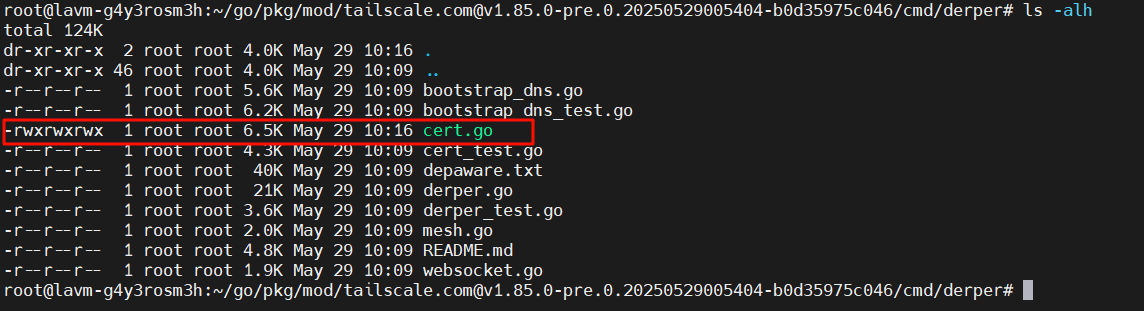 root@lavm-g4y3rosm3h:~/go/pkg/mod/tailscale.com@v1.85.0-pre.0.20250529005404-b0d35975c046/cmd/derper# ls -alh
total 124K
dr-xr-xr-x  2 root root 4.0K May 29 10:16 .
dr-xr-xr-x 46 root root 4.0K May 29 10:09 ..
-r--r--r--  1 root root 5.6K May 29 10:09 bootstrap_dns.go
-r--r--r--  1 root root 6.2K May 29 10:09 bootstrap_dns_test.go
-rwxrwxrwx  1 root root 6.5K May 29 10:16 cert.go
-r--r--r--  1 root root 4.3K May 29 10:09 cert_test.go
-r--r--r--  1 root root  40K May 29 10:09 depaware.txt
-r--r--r--  1 root root  21K May 29 10:09 derper.go
-r--r--r--  1 root root 3.6K May 29 10:09 derper_test.go
-r--r--r--  1 root root 2.0K May 29 10:09 mesh.go
-r--r--r--  1 root root 4.8K May 29 10:09 README.md
-r--r--r--  1 root root 1.9K May 29 10:09 websocket.go
root@lavm-g4y3rosm3h:~/go/pkg/mod/tailscale.com@v1.85.0-pre.0.20250529005404-b0d35975c046/cmd/derper#